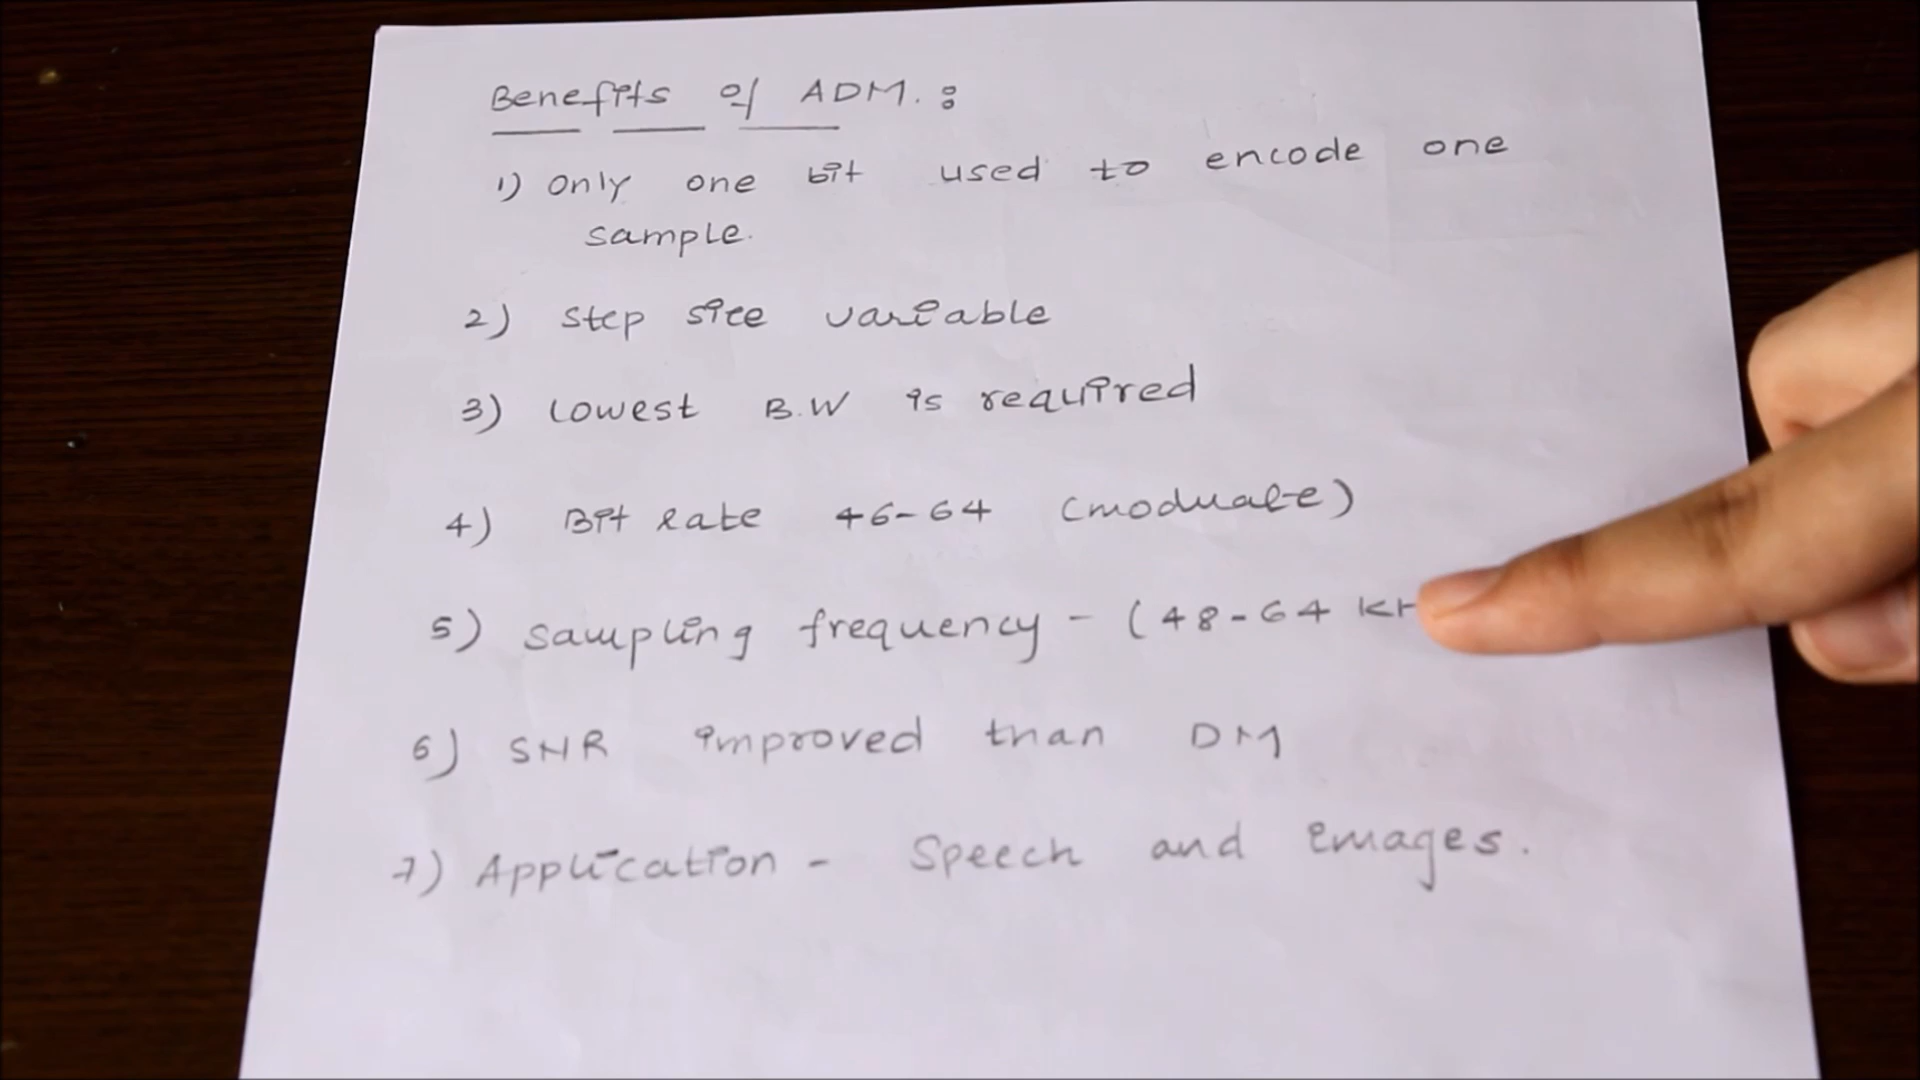 Benefits of ADM. :
1) Only one bit used to encode one
sample.
2) Step size variable
3) Lowest B.W is required
4) Bit rate 46-64
5) Sampling frequency - (48-64
6) SNR improved than DM
7) Application - Speech and images.